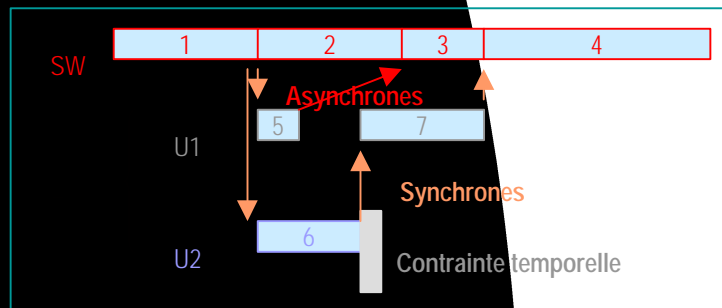 1 2 3 4
SW
Asynchrones
5 7
U1
Synchrones
6
U2
Contrainte temporelle